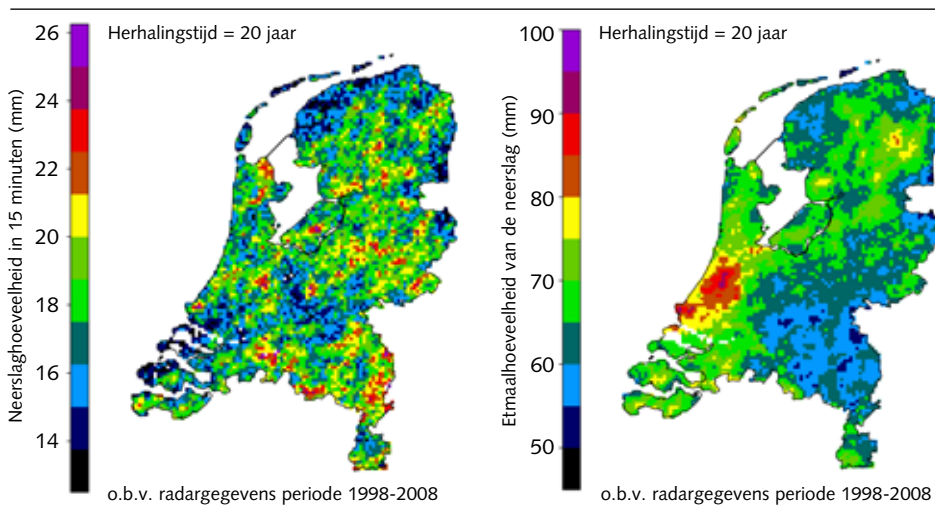 Herhalingstijd = 20 jaar
Neerslaghoeveelheid in 15 minuten (mm)
26
24
22
20
18
16
14
o.b.v. radargegevens periode 1998-2008
Herhalingstijd = 20 jaar
Etmaalhoeveelheid van de neerslag (mm)
100
90
80
70
60
50
o.b.v. radargegevens periode 1998-2008